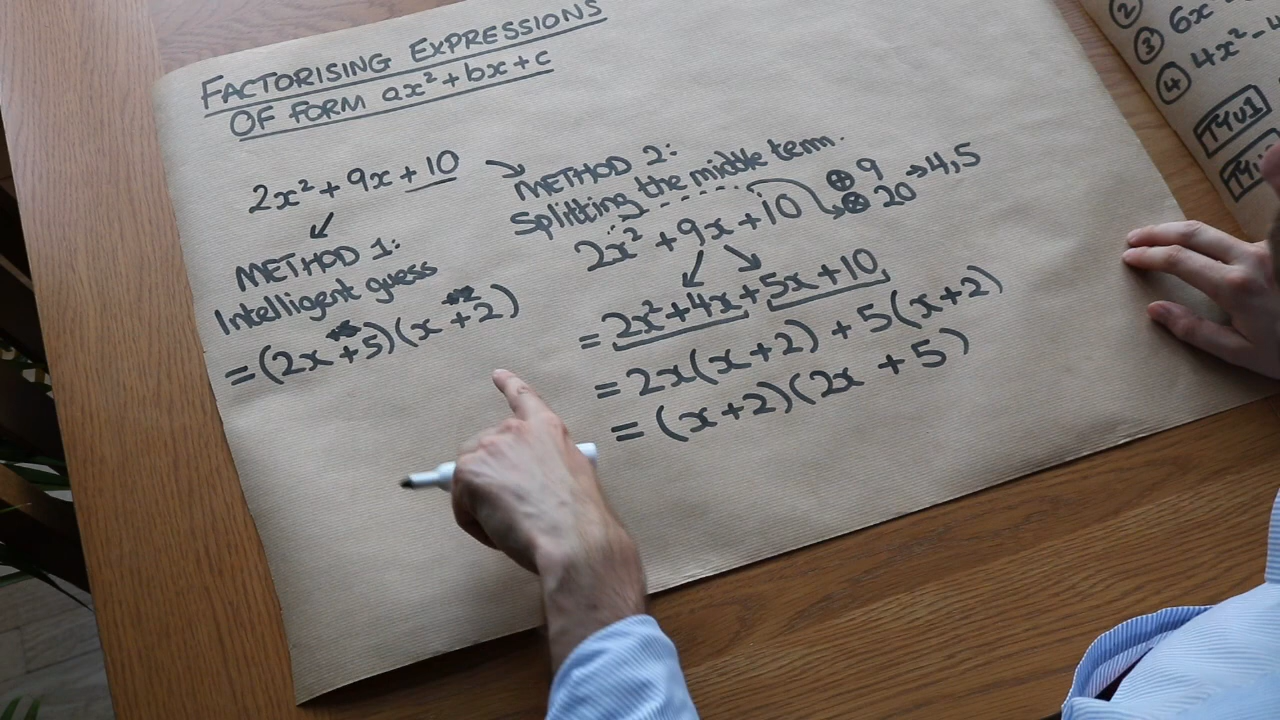 FACTORISING EXPRESSIONS
OF FORM ax²+bx+c
2x²+9x+10
METHOD 1:
Intelligent guess
=(2x+5)(x+2)
METHOD 2:
Splitting the middle term.
2x²+9x+10
⊕ 9
⊗ 20 → 4,5
=2x²+4x+5x+10
=2x(x+2)+5(x+2)
=(x+2)(2x+5)
②
③ 6x
④ 4x²-4
TYU1